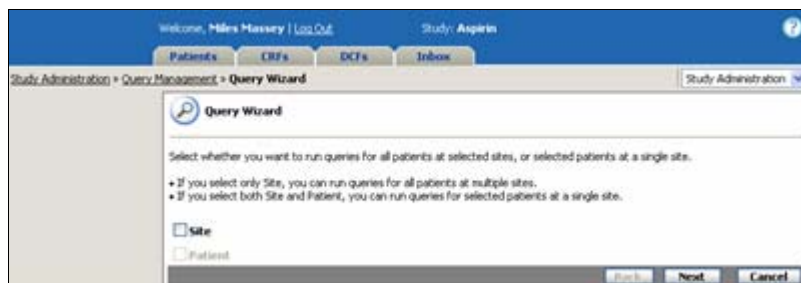 Welcome, Miles Massey | Log Out Study: Aspirin ?
Patients CRFs DCFs Inbox
Study Administration » Query Management » Query Wizard Study Administration
Query Wizard
Select whether you want to run queries for all patients at selected sites, or selected patients at a single site.
• If you select only Site, you can run queries for all patients at multiple sites.
• If you select both Site and Patient, you can run queries for selected patients at a single site.
Site
Patient
Back Next Cancel